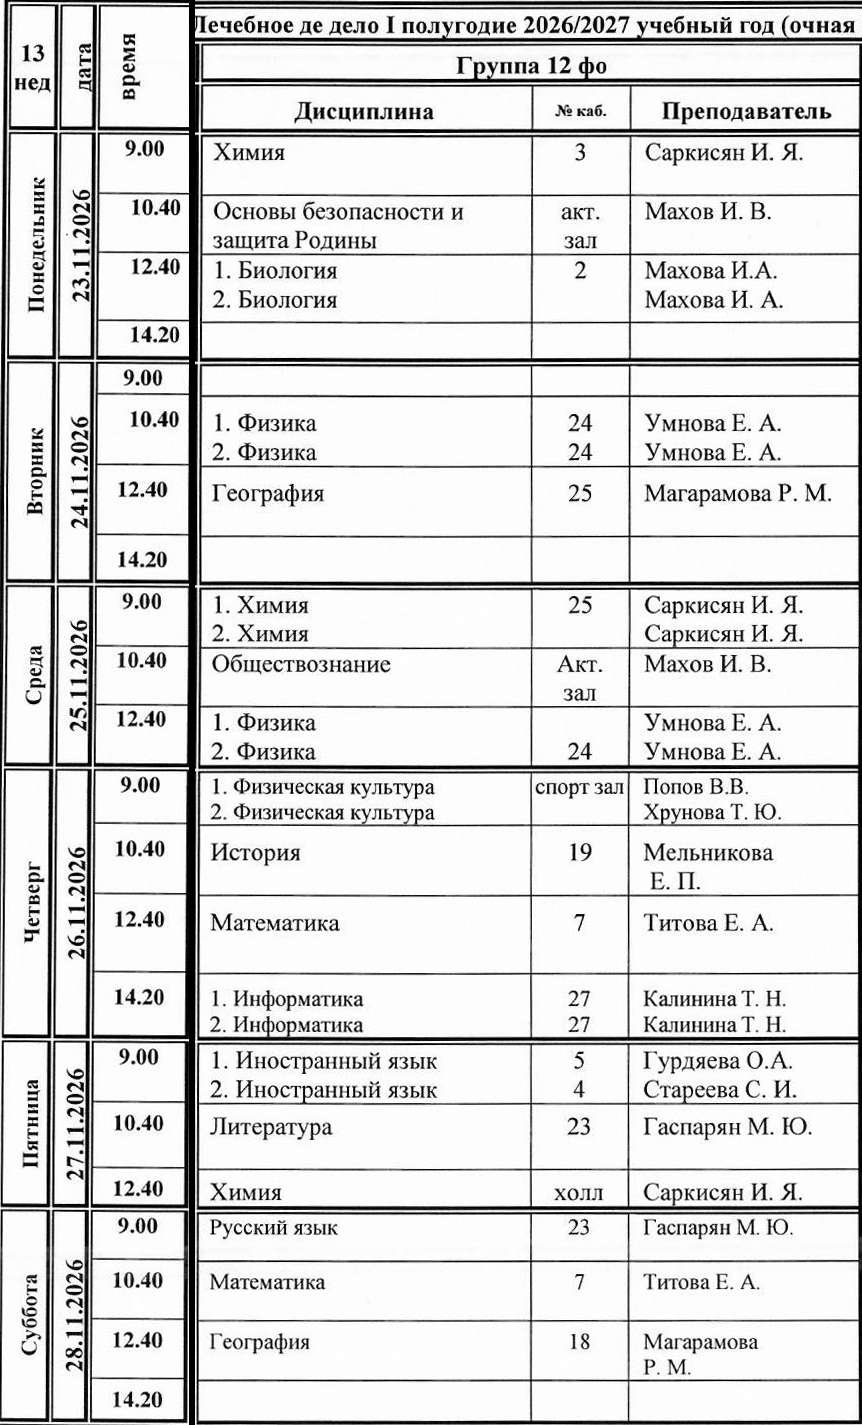 Лечебное де дело I полугодие 2026/2027 учебный год (очная
13 нед
дата
время
Группа 12 фо
Дисциплина № каб. Преподаватель
Понедельник
23.11.2026
9.00 Химия 3 Саркисян И. Я.
10.40 Основы безопасности и акт. Махов И. В.
защита Родины зал
12.40 1. Биология 2 Махова И.А.
2. Биология Махова И. А.
14.20
Вторник
24.11.2026
9.00
10.40 1. Физика 24 Умнова Е. А.
2. Физика 24 Умнова Е. А.
12.40 География 25 Магарамова Р. М.
14.20
Среда
25.11.2026
9.00 1. Химия 25 Саркисян И. Я.
2. Химия Саркисян И. Я.
10.40 Обществознание Акт. Махов И. В.
зал
12.40 1. Физика Умнова Е. А.
2. Физика 24 Умнова Е. А.
Четверг
26.11.2026
9.00 1. Физическая культура спорт зал Попов В.В.
2. Физическая культура Хрунова Т. Ю.
10.40 История 19 Мельникова
Е. П.
12.40 Математика 7 Титова Е. А.
14.20 1. Информатика 27 Калинина Т. Н.
2. Информатика 27 Калинина Т. Н.
Пятница
27.11.2026
9.00 1. Иностранный язык 5 Гурдяева О.А.
2. Иностранный язык 4 Стареева С. И.
10.40 Литература 23 Гаспарян М. Ю.
12.40 Химия холл Саркисян И. Я.
Суббота
28.11.2026
9.00 Русский язык 23 Гаспарян М. Ю.
10.40 Математика 7 Титова Е. А.
12.40 География 18 Магарамова
Р. М.
14.20